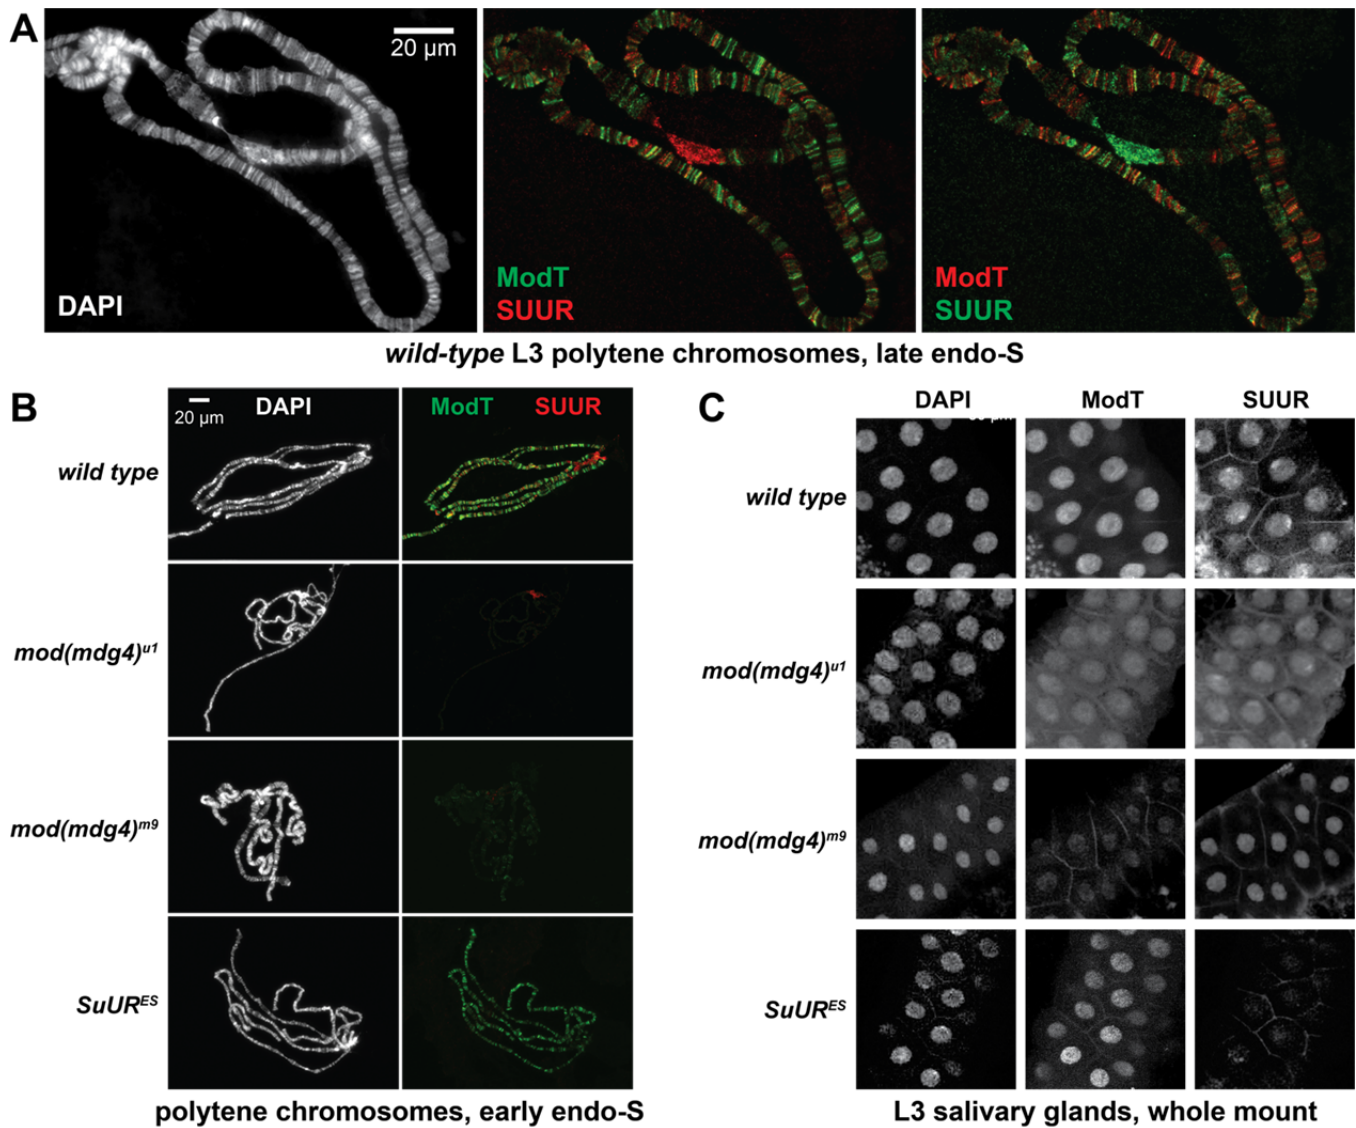 A
20 µm
DAPI
ModT
SUUR
ModT
SUUR
wild-type L3 polytene chromosomes, late endo-S
B
20 µm
DAPI
ModT
SUUR
wild type
mod(mdg4)u1
mod(mdg4)m9
SuURES
polytene chromosomes, early endo-S
C
DAPI
ModT
SUUR
wild type
mod(mdg4)u1
mod(mdg4)m9
SuURES
L3 salivary glands, whole mount